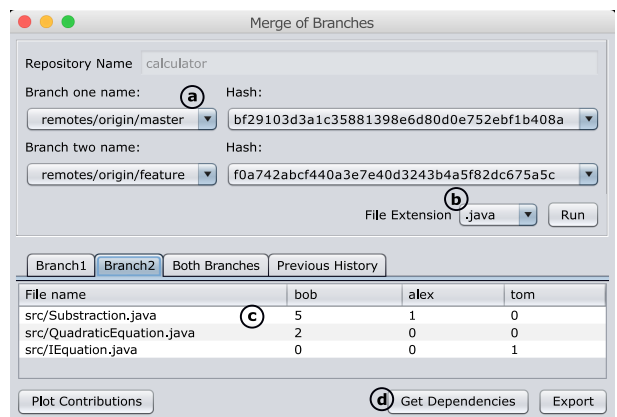 Merge of Branches
Repository Name calculator
Branch one name: a Hash:
remotes/origin/master bf29103d3a1c35881398e6d80d0e752ebf1b408a
Branch two name: Hash:
remotes/origin/feature f0a742abcf440a3e7e40d3243b4a5f82dc675a5c
b
File Extension .java Run
Branch1 Branch2 Both Branches Previous History
File name bob alex tom
src/Substraction.java c 5 1 0
src/QuadraticEquation.java 2 0 0
src/IEquation.java 0 0 1
Plot Contributions d Get Dependencies Export